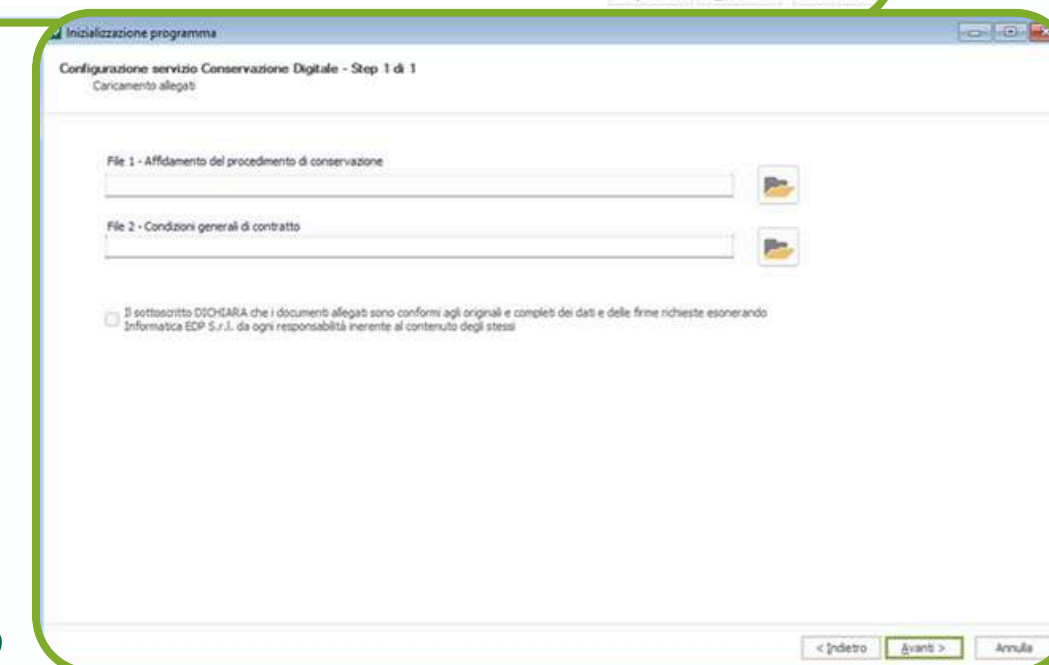 Inizializzazione programma
Configurazione servizio Conservazione Digitale - Step 1 di 1
Caricamento allegati
File 1 - Affidamento del procedimento di conservazione
File 2 - Condizioni generali di contratto
Il sottoscritto DICHIARA che i documenti allegati sono conformi agli originali e completi dei dati e delle firme richieste esonerando
Informatica EDP S.r.l. da ogni responsabilità inerente al contenuto degli stessi
< Indietro
Avanti >
Annulla